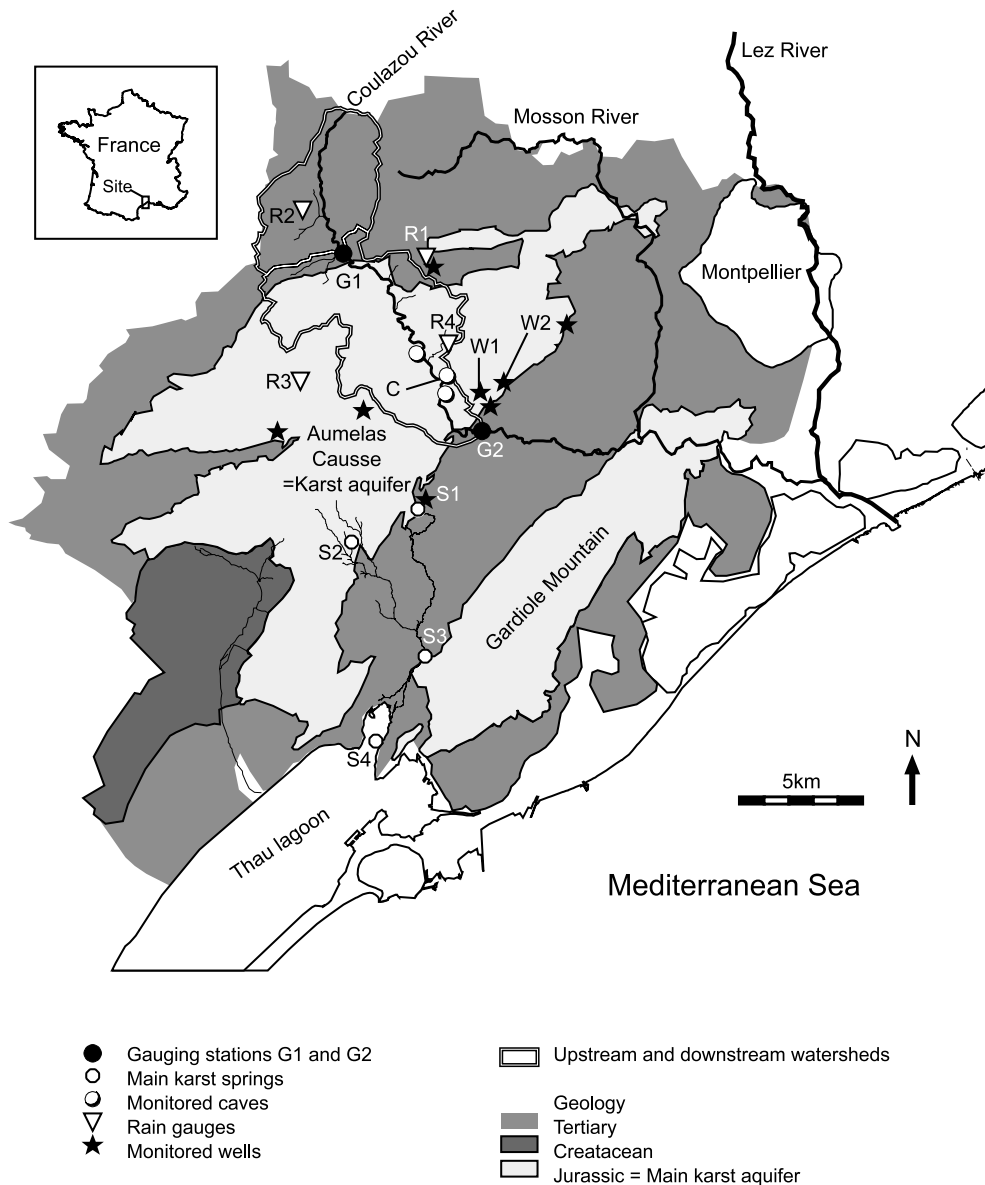 Coulazou River
Lez River
Mosson River
France
Site
R2
R1
G1
Montpellier
R4
W2
W1
R3
C
Aumelas
Causse
=Karst aquifer
G2
S1
S2
Gardiole Mountain
S3
S4
N
5km
Thau lagoon
Mediterranean Sea
Gauging stations G1 and G2
Main karst springs
Monitored caves
Rain gauges
Monitored wells
Upstream and downstream watersheds
Geology
Tertiary
Creatacean
Jurassic = Main karst aquifer